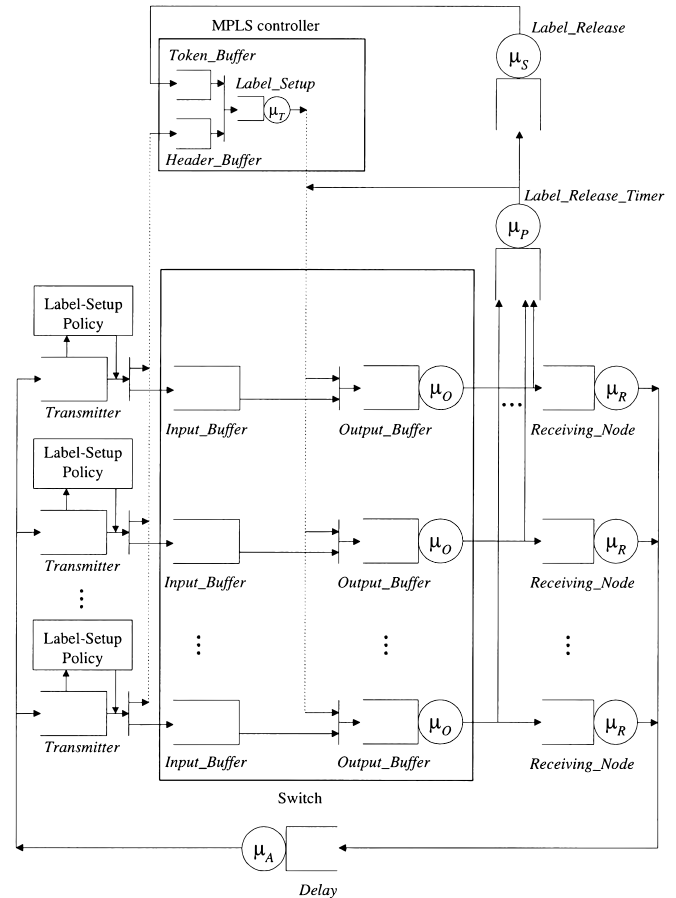 MPLS controller
Label_Release
Token_Buffer
μS
Label_Setup
μT
Header_Buffer
Label_Release_Timer
μP
Label-Setup
Policy
Transmitter
Input_Buffer
μO
Output_Buffer
...
μR
Receiving_Node
Label-Setup
Policy
Transmitter
Input_Buffer
μO
Output_Buffer
μR
Receiving_Node
Label-Setup
Policy
Transmitter
Input_Buffer
μO
Output_Buffer
μR
Receiving_Node
Switch
μA
Delay